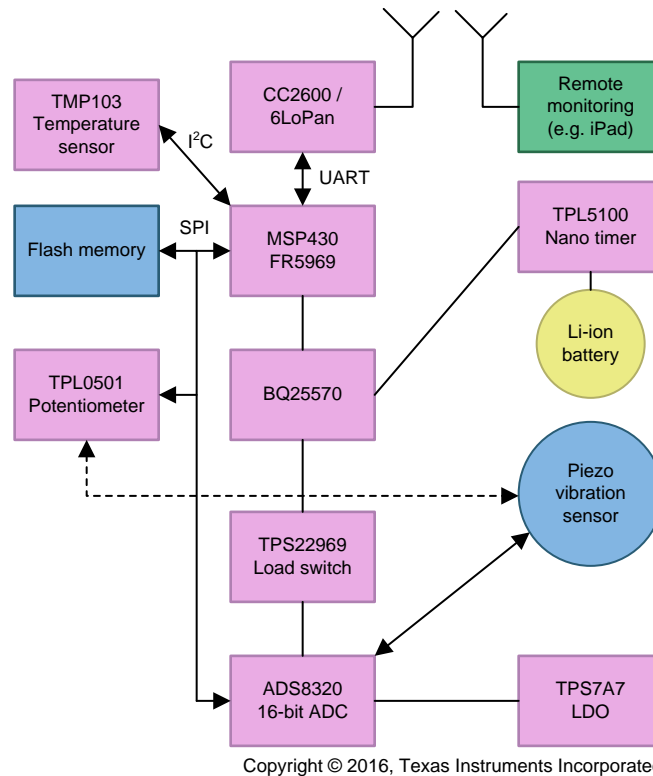 TMP103
Temperature
sensor
CC2600 /
6LoPan
Remote
monitoring
(e.g. iPad)
I²C
UART
SPI
Flash memory
MSP430
FR5969
TPL5100
Nano timer
Li-ion
battery
TPL0501
Potentiometer
BQ25570
Piezo
vibration
sensor
TPS22969
Load switch
ADS8320
16-bit ADC
TPS7A7
LDO
Copyright © 2016, Texas Instruments Incorporate